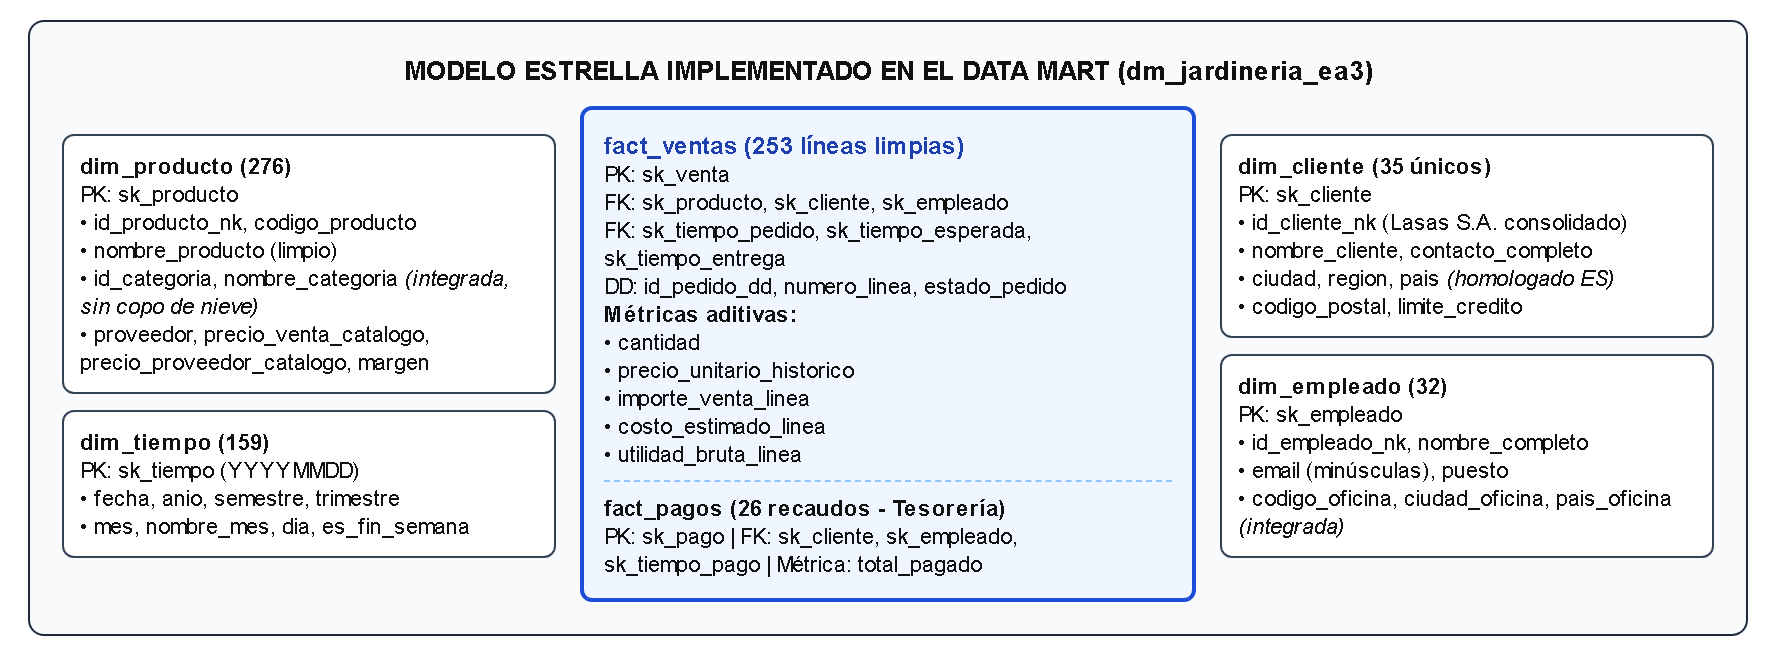 MODELO ESTRELLA IMPLEMENTADO EN EL DATA MART (dm_jardineria_ea3)
dim_producto (276)
PK: sk_producto
• id_producto_nk, codigo_producto
• nombre_producto (limpio)
• id_categoria, nombre_categoria (integrada,
sin copo de nieve)
• proveedor, precio_venta_catalogo,
precio_proveedor_catalogo, margen
dim_tiempo (159)
PK: sk_tiempo (YYYYMMDD)
• fecha, anio, semestre, trimestre
• mes, nombre_mes, dia, es_fin_semana
fact_ventas (253 líneas limpias)
PK: sk_venta
FK: sk_producto, sk_cliente, sk_empleado
FK: sk_tiempo_pedido, sk_tiempo_esperada,
sk_tiempo_entrega
DD: id_pedido_dd, numero_linea, estado_pedido
Métricas aditivas:
• cantidad
• precio_unitario_historico
• importe_venta_linea
• costo_estimado_linea
• utilidad_bruta_linea
fact_pagos (26 recaudos - Tesorería)
PK: sk_pago | FK: sk_cliente, sk_empleado,
sk_tiempo_pago | Métrica: total_pagado
dim_cliente (35 únicos)
PK: sk_cliente
• id_cliente_nk (Lasas S.A. consolidado)
• nombre_cliente, contacto_completo
• ciudad, region, pais (homologado ES)
• codigo_postal, limite_credito
dim_empleado (32)
PK: sk_empleado
• id_empleado_nk, nombre_completo
• email (minúsculas), puesto
• codigo_oficina, ciudad_oficina, pais_oficina
(integrada)